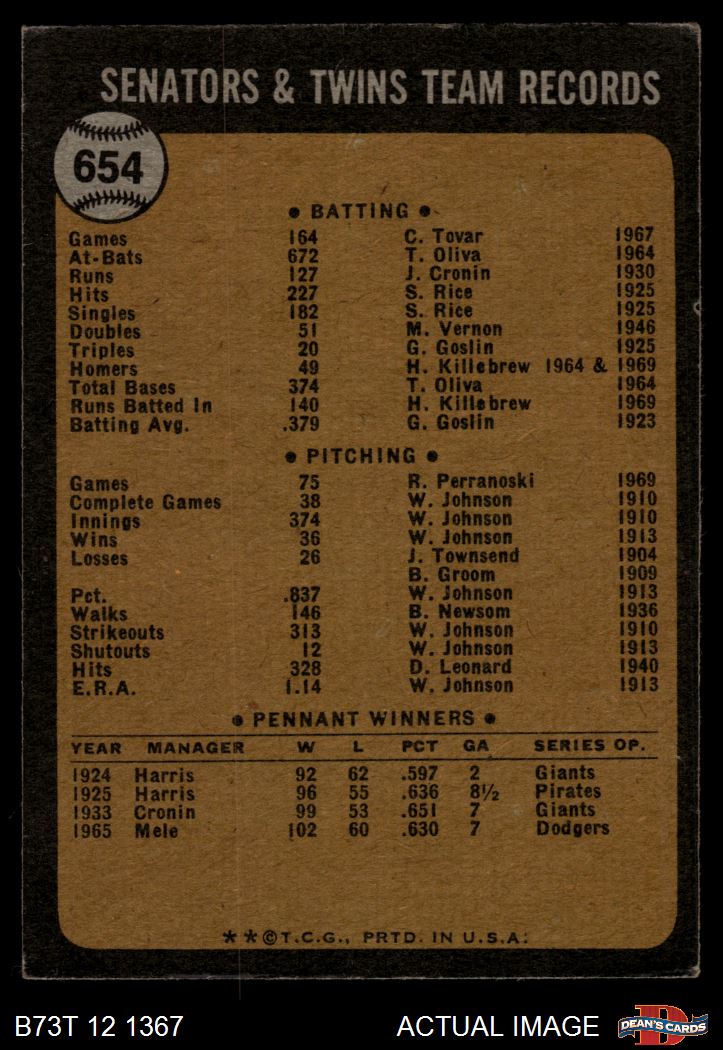 SENATORS & TWINS TEAM RECORDS
654
• BATTING •
Games 164 C. Tovar 1967
At-Bats 672 T. Oliva 1964
Runs 127 J. Cronin 1930
Hits 227 S. Rice 1925
Singles 182 S. Rice 1925
Doubles 51 M. Vernon 1946
Triples 20 G. Goslin 1925
Homers 49 H. Killebrew 1964 & 1969
Total Bases 374 T. Oliva 1964
Runs Batted In 140 H. Killebrew 1969
Batting Avg. .379 G. Goslin 1923
• PITCHING •
Games 75 R. Perranoski 1969
Complete Games 38 W. Johnson 1910
Innings 374 W. Johnson 1910
Wins 36 W. Johnson 1913
Losses 26 J. Townsend 1904
B. Groom 1909
Pct. .837 W. Johnson 1913
Walks 146 B. Newsom 1936
Strikeouts 313 W. Johnson 1910
Shutouts 12 W. Johnson 1913
Hits 328 D. Leonard 1940
E.R.A. 1.14 W. Johnson 1913
• PENNANT WINNERS •
YEAR MANAGER W L PCT GA SERIES OP.
1924 Harris 92 62 .597 2 Giants
1925 Harris 96 55 .636 8½ Pirates
1933 Cronin 99 53 .651 7 Giants
1965 Mele 102 60 .630 7 Dodgers
**©T.C.G., PRTD. IN U.S.A.
B73T 12 1367 ACTUAL IMAGE D DEAN'S CARDS